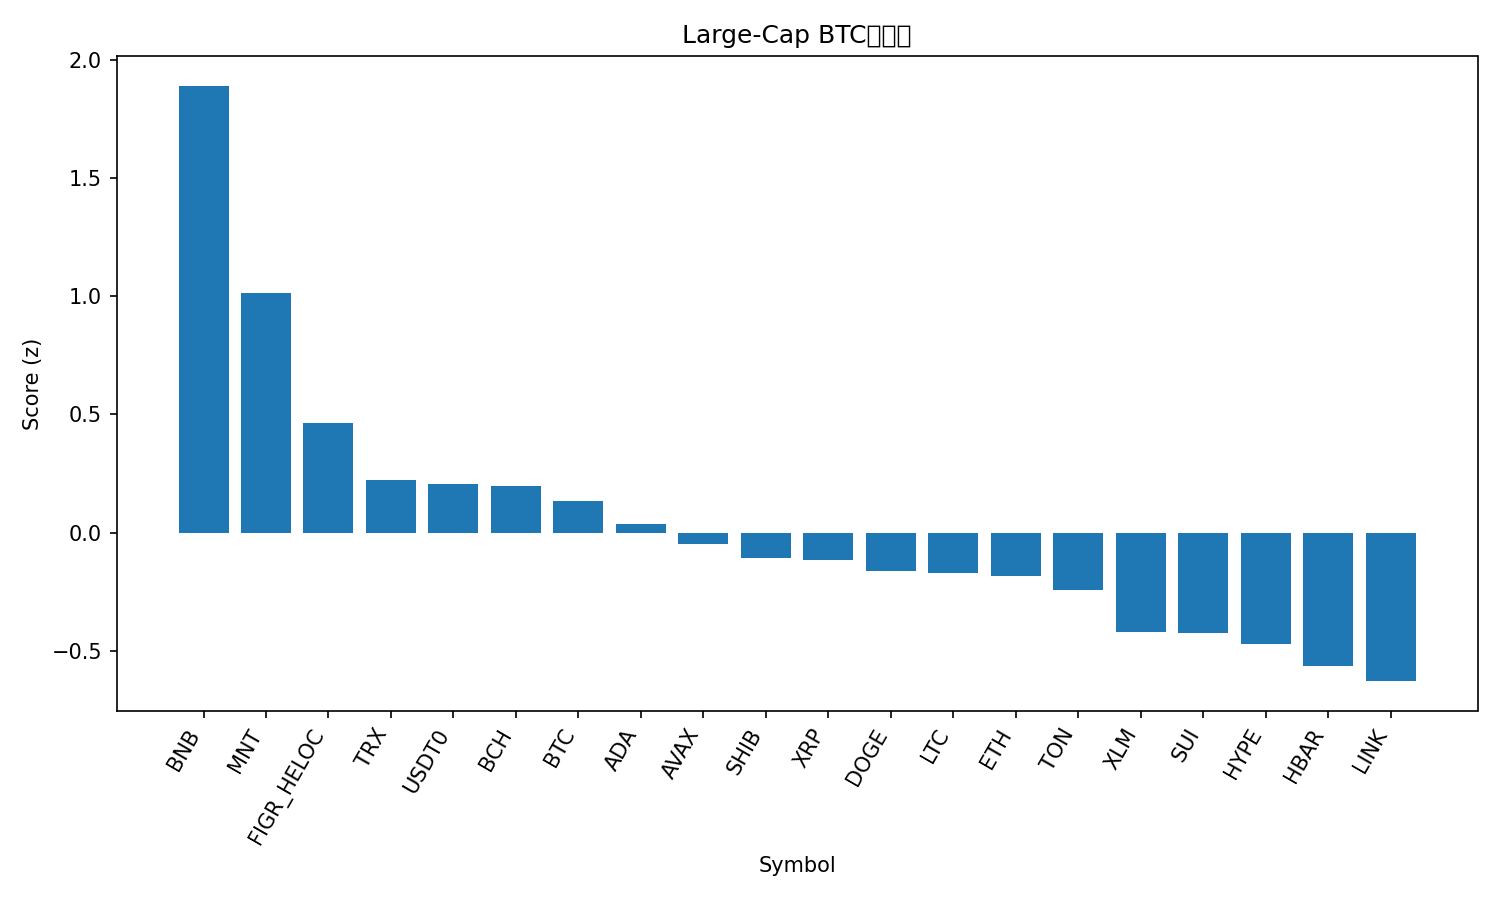 Large-Cap BTC
2.0
1.5
1.0
0.5
0.0
−0.5
Score (z)
BNB
MNT
FIGR_HELOC
TRX
USDT0
BCH
BTC
ADA
AVAX
SHIB
XRP
DOGE
LTC
ETH
TON
XLM
SUI
HYPE
HBAR
LINK
Symbol